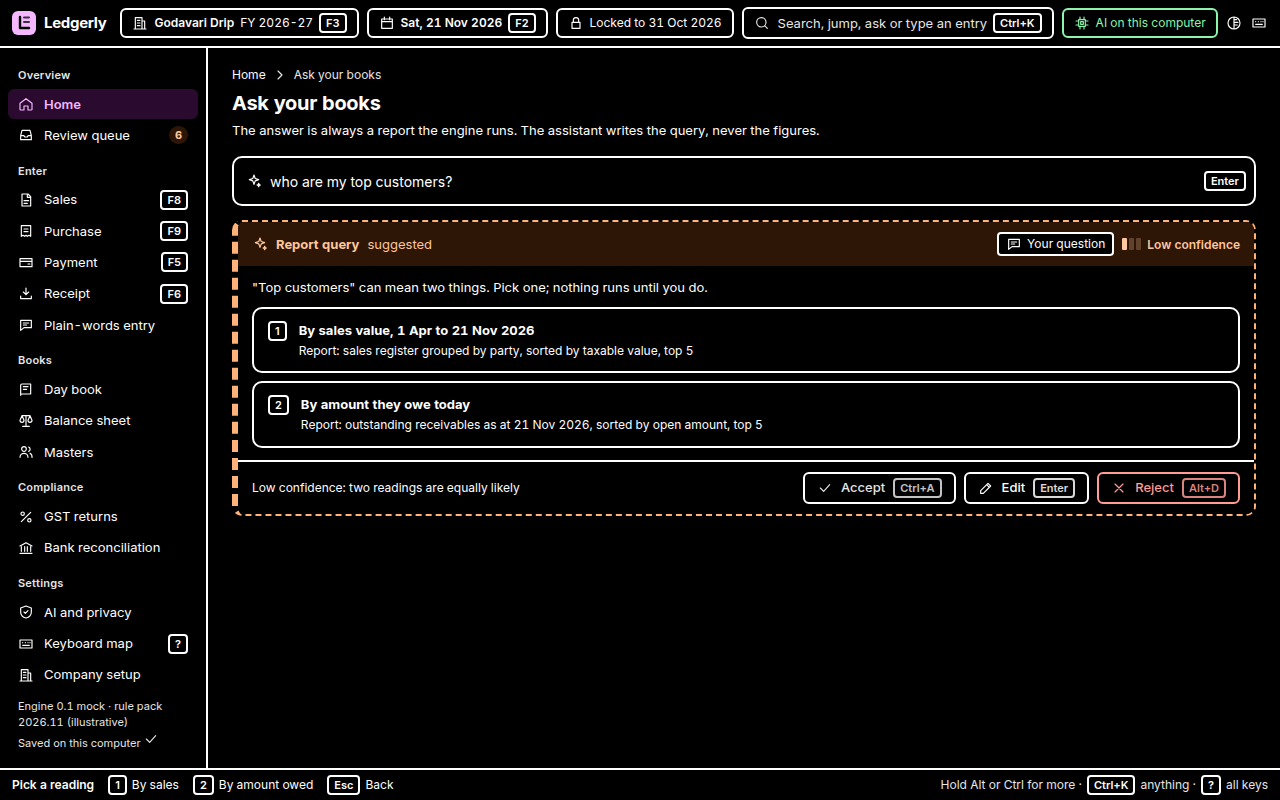 Ledgerly
Godavari Drip FY 2026-27 F3
Sat, 21 Nov 2026 F2
Locked to 31 Oct 2026
Search, jump, ask or type an entry Ctrl+K
AI on this computer
Overview
Home
Review queue 6
Enter
Sales F8
Purchase F9
Payment F5
Receipt F6
Plain-words entry
Books
Day book
Balance sheet
Masters
Compliance
GST returns
Bank reconciliation
Settings
AI and privacy
Keyboard map ?
Company setup
Engine 0.1 mock · rule pack
2026.11 (illustrative)
Saved on this computer
Home Ask your books
Ask your books
The answer is always a report the engine runs. The assistant writes the query, never the figures.
who are my top customers? Enter
Report query suggested Your question Low confidence
"Top customers" can mean two things. Pick one; nothing runs until you do.
1 By sales value, 1 Apr to 21 Nov 2026
Report: sales register grouped by party, sorted by taxable value, top 5
2 By amount they owe today
Report: outstanding receivables as at 21 Nov 2026, sorted by open amount, top 5
Low confidence: two readings are equally likely Accept Ctrl+A Edit Enter Reject Alt+D
Pick a reading 1 By sales 2 By amount owed Esc Back Hold Alt or Ctrl for more · Ctrl+K anything · ? all keys